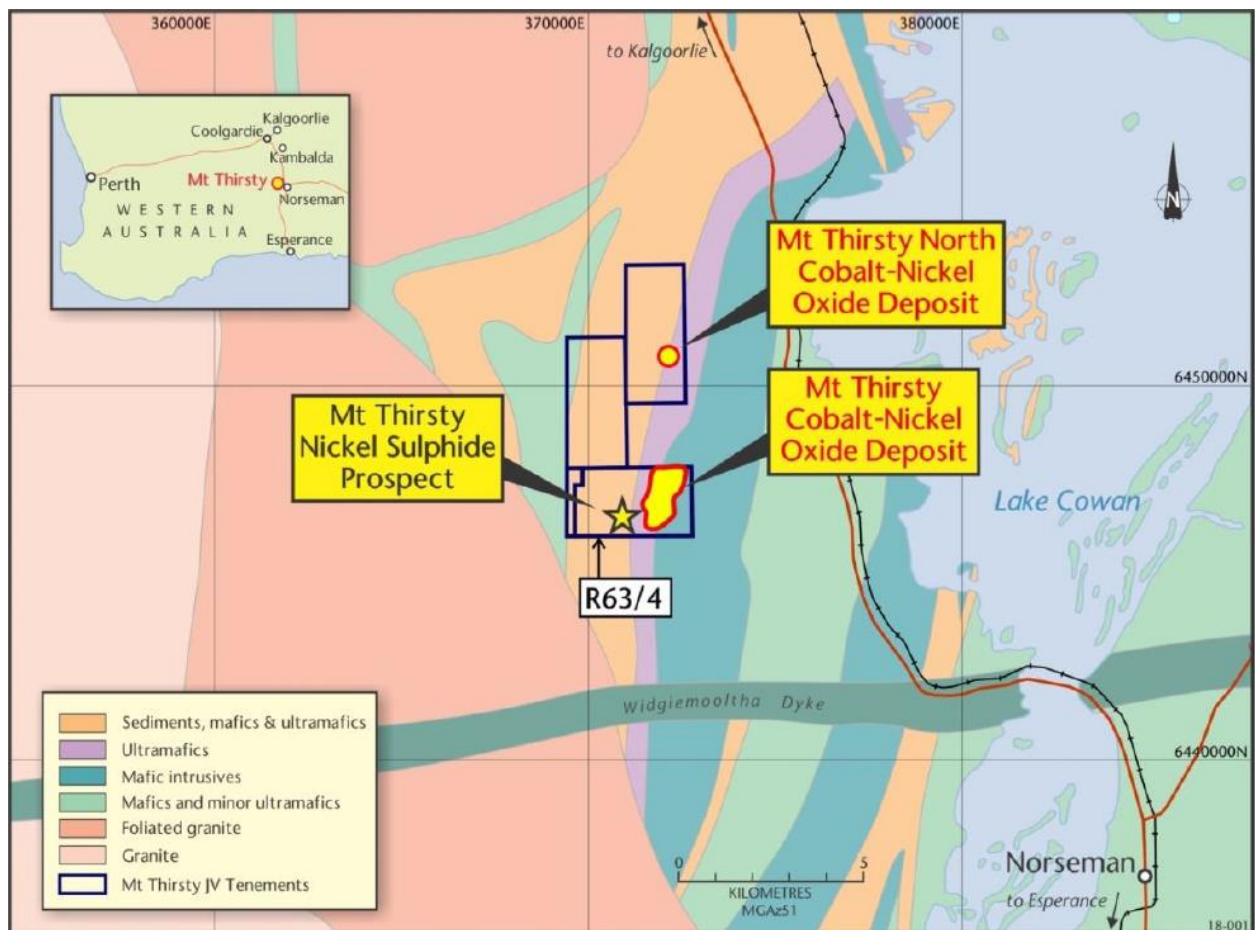 360000E
370000E
380000E
to Kalgoorlie
Kalgoorlie
Coolgardie
Kambalda
Perth
Mt Thirsty
Norseman
WESTERN
AUSTRALIA
Esperance
N
Mt Thirsty North
Cobalt-Nickel
Oxide Deposit
6450000N
Mt Thirsty
Cobalt-Nickel
Oxide Deposit
Mt Thirsty
Nickel Sulphide
Prospect
Lake Cowan
R63/4
Widgiemooltha Dyke
6440000N
Sediments, mafics & ultramafics
Ultramafics
Mafic intrusives
Mafics and minor ultramafics
Foliated granite
Granite
Mt Thirsty JV Tenements
0 5
KILOMETRES
MGAz51
Norseman
to Esperance
18-001